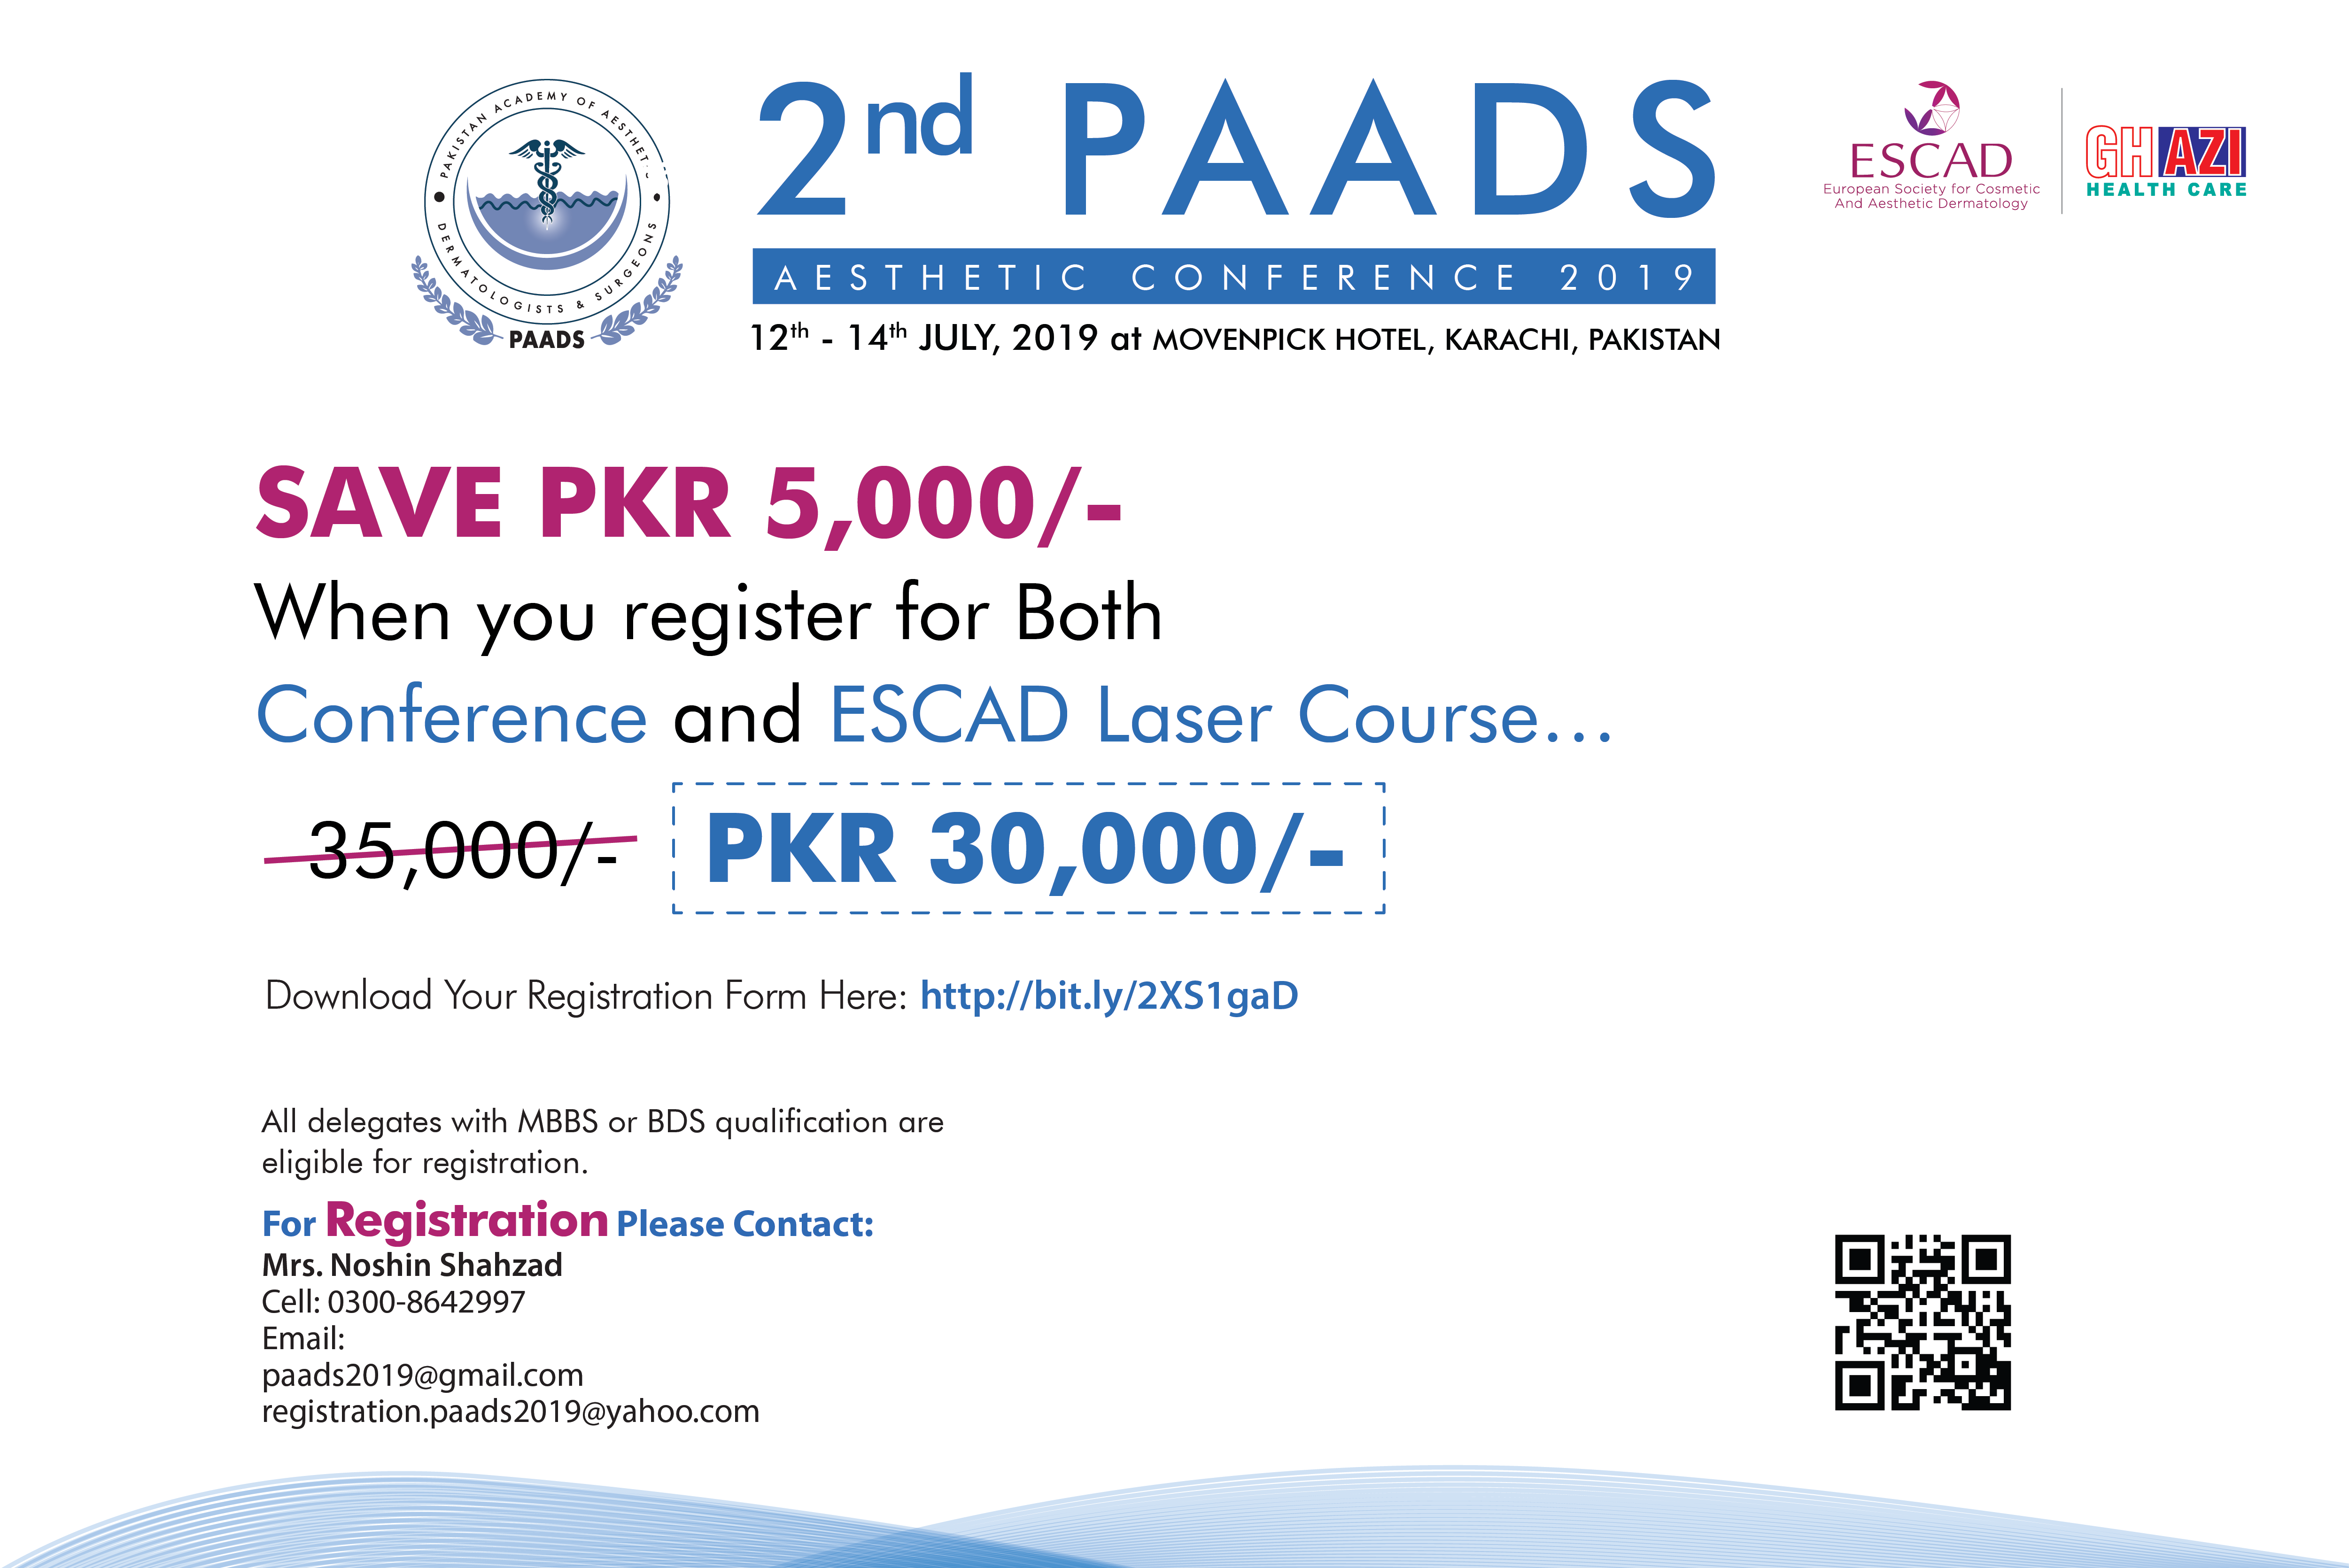 PAKISTAN ACADEMY OF AESTHET
DERMATOLOGISTS & SURGEONS
PAADS
2nd PAADS
AESTHETIC CONFERENCE 2019
12th - 14th JULY, 2019 at MOVENPICK HOTEL, KARACHI, PAKISTAN
ESCAD
European Society for Cosmetic
And Aesthetic Dermatology
GHAZI
HEALTH CARE
SAVE PKR 5,000/-
When you register for Both
Conference and ESCAD Laser Course...
35,000/- PKR 30,000/-
Download Your Registration Form Here: http://bit.ly/2XS1gaD
All delegates with MBBS or BDS qualification are
eligible for registration.
For Registration Please Contact:
Mrs. Noshin Shahzad
Cell: 0300-8642997
Email:
paads2019@gmail.com
registration.paads2019@yahoo.com